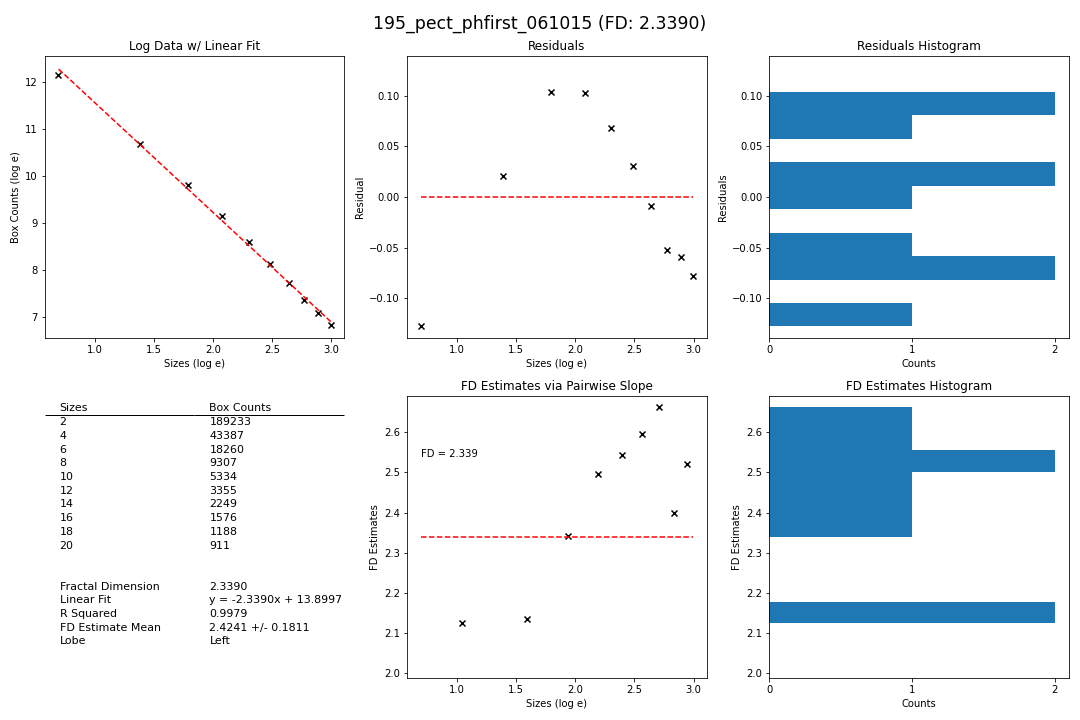 195_pect_phfirst_061015 (FD: 2.3390)
Log Data w/ Linear Fit
Box Counts (log e)
12
11
10
9
8
7
1.0 1.5 2.0 2.5 3.0
Sizes (log e)
Residuals
Residual
0.10
0.05
0.00
−0.05
−0.10
1.0 1.5 2.0 2.5 3.0
Sizes (log e)
Residuals Histogram
Residuals
0.10
0.05
0.00
−0.05
−0.10
0 1 2
Counts
Sizes Box Counts
2 189233
4 43387
6 18260
8 9307
10 5334
12 3355
14 2249
16 1576
18 1188
20 911
Fractal Dimension 2.3390
Linear Fit y = -2.3390x + 13.8997
R Squared 0.9979
FD Estimate Mean 2.4241 +/- 0.1811
Lobe Left
FD Estimates via Pairwise Slope
FD Estimates
2.6
2.5
2.4
2.3
2.2
2.1
2.0
FD = 2.339
1.0 1.5 2.0 2.5 3.0
Sizes (log e)
FD Estimates Histogram
FD Estimates
2.6
2.5
2.4
2.3
2.2
2.1
2.0
0 1 2
Counts